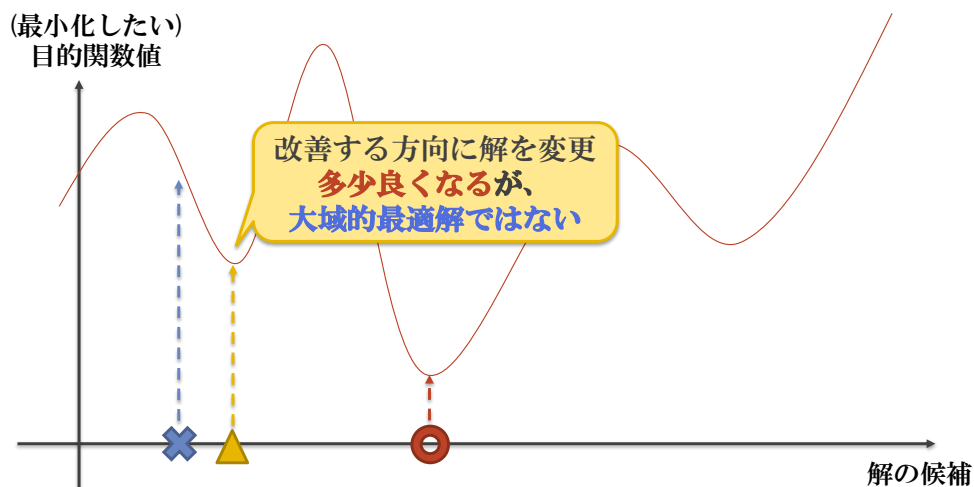 (最小化したい)
目的関数値
改善する方向に解を変更
多少良くなるが、
大域的最適解ではない
解の候補